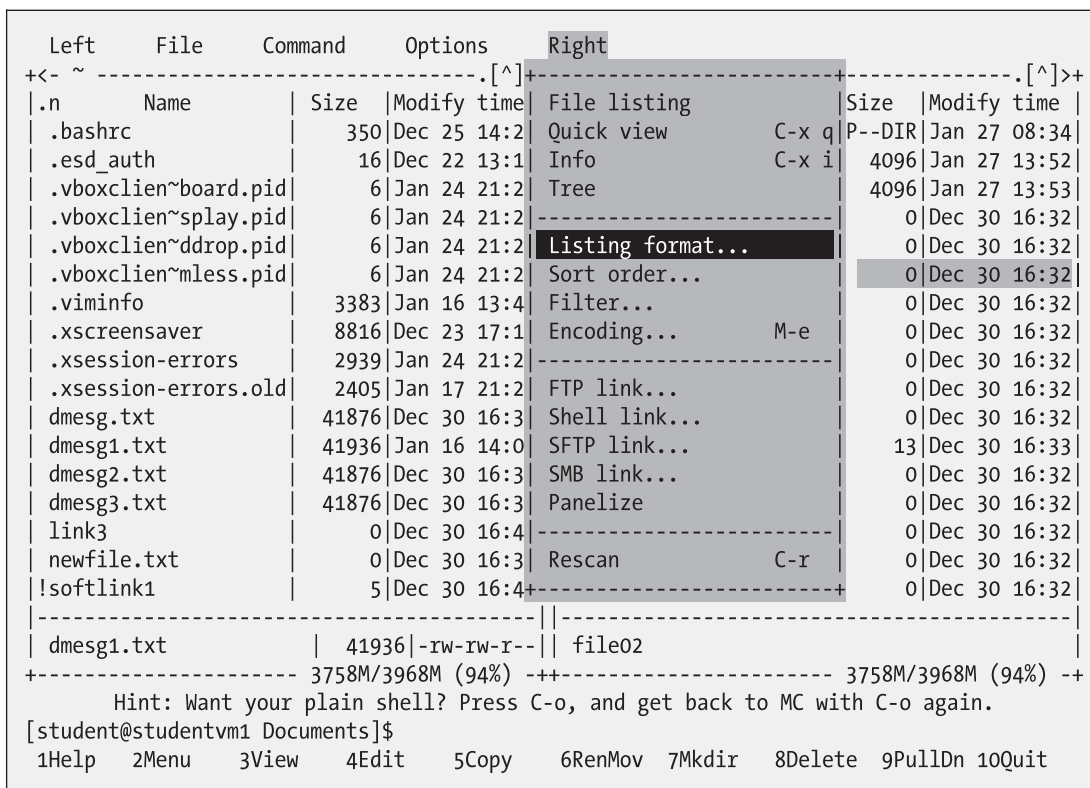 Left File Command Options Right
+<- ~ --------------------------------.[^]+-------------------------+--------------.[^]>+
|.n Name | Size |Modify time| File listing |Size |Modify time |
| .bashrc | 350|Dec 25 14:2| Quick view C-x q|P--DIR|Jan 27 08:34|
| .esd_auth | 16|Dec 22 13:1| Info C-x i| 4096|Jan 27 13:52|
| .vboxclien~board.pid| 6|Jan 24 21:2| Tree | 4096|Jan 27 13:53|
| .vboxclien~splay.pid| 6|Jan 24 21:2|-------------------------| 0|Dec 30 16:32|
| .vboxclien~ddrop.pid| 6|Jan 24 21:2| Listing format... | 0|Dec 30 16:32|
| .vboxclien~mless.pid| 6|Jan 24 21:2| Sort order... | 0|Dec 30 16:32|
| .viminfo | 3383|Jan 16 13:4| Filter... | 0|Dec 30 16:32|
| .xscreensaver | 8816|Dec 23 17:1| Encoding... M-e | 0|Dec 30 16:32|
| .xsession-errors | 2939|Jan 24 21:2|-------------------------| 0|Dec 30 16:32|
| .xsession-errors.old| 2405|Jan 17 21:2| FTP link... | 0|Dec 30 16:32|
| dmesg.txt | 41876|Dec 30 16:3| Shell link... | 0|Dec 30 16:32|
| dmesg1.txt | 41936|Jan 16 14:0| SFTP link... | 13|Dec 30 16:33|
| dmesg2.txt | 41876|Dec 30 16:3| SMB link... | 0|Dec 30 16:32|
| dmesg3.txt | 41876|Dec 30 16:3| Panelize | 0|Dec 30 16:32|
| link3 | 0|Dec 30 16:4|-------------------------| 0|Dec 30 16:32|
| newfile.txt | 0|Dec 30 16:3| Rescan C-r | 0|Dec 30 16:32|
|!softlink1 | 5|Dec 30 16:4+-------------------------+ 0|Dec 30 16:32|
|------------------------------------------||-------------------------------------------|
| dmesg1.txt | 41936|-rw-rw-r--|| file02 |
+----------------------- 3758M/3968M (94%) -++----------------------- 3758M/3968M (94%) -+
Hint: Want your plain shell? Press C-o, and get back to MC with C-o again.
[student@studentvm1 Documents]$
1Help 2Menu 3View 4Edit 5Copy 6RenMov 7Mkdir 8Delete 9PullDn 10Quit